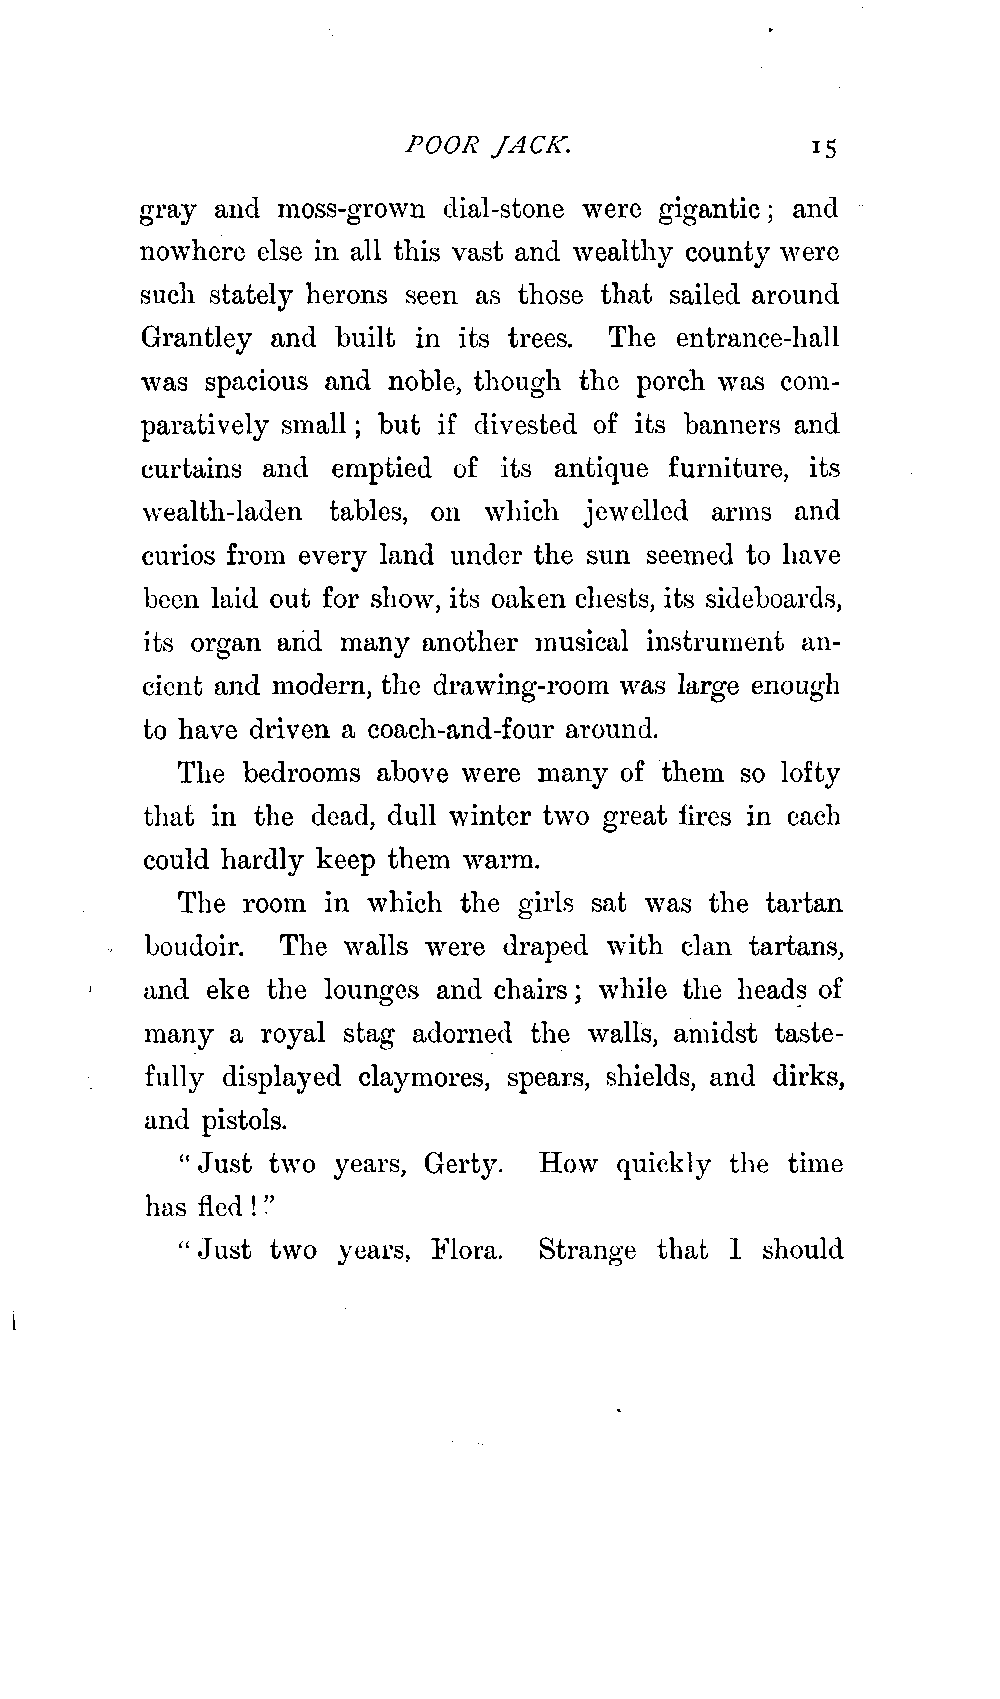 POOR JACK. 15
gray and moss-grown dial-stone were gigantic; and
nowhere else in all this vast and wealthy county were
such stately herons seen as those that sailed around
Grantley and built in its trees. The entrance-hall
was spacious and noble, though the porch was com-
paratively small; but if divested of its banners and
curtains and emptied of its antique furniture, its
wealth-laden tables, on which jewelled arms and
curios from every land under the sun seemed to have
been laid out for show, its oaken chests, its sideboards,
its organ and many another musical instrument an-
cient and modern, the drawing-room was large enough
to have driven a coach-and-four around.
The bedrooms above were many of them so lofty
that in the dead, dull winter two great fires in each
could hardly keep them warm.
The room in which the girls sat was the tartan
boudoir. The walls were draped with clan tartans,
and eke the lounges and chairs; while the heads of
many a royal stag adorned the walls, amidst taste-
fully displayed claymores, spears, shields, and dirks,
and pistols.
"Just two years, Gerty. How quickly the time
has fled!"
"Just two years, Flora. Strange that I should